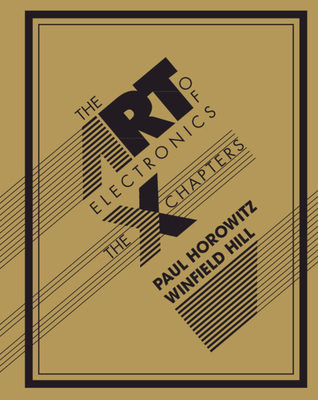 THE
ART
OF
ELECTRONICS
THE
X
CHAPTERS
PAUL HOROWITZ
WINFIELD HILL